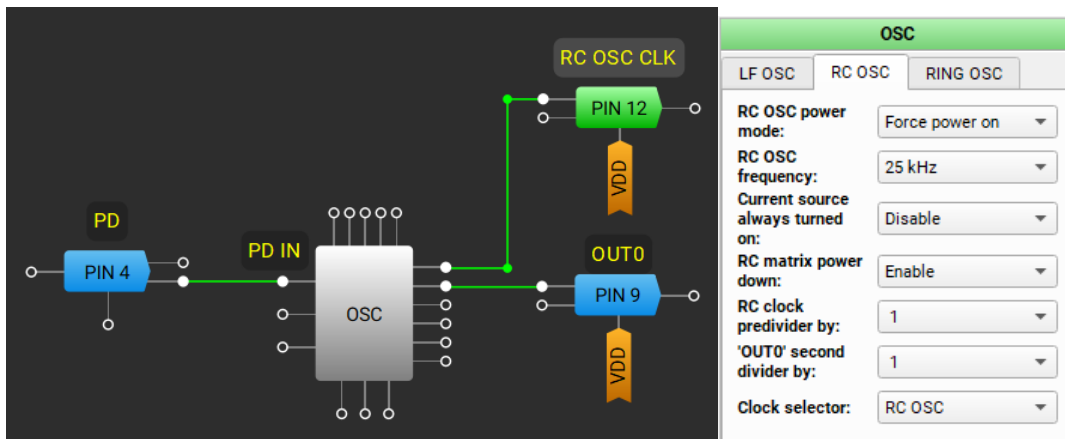 RC OSC CLK
PIN 12
VDD
PD
PIN 4
PD IN
OSC
OUT0
PIN 9
VDD
OSC
LF OSC
RC OSC
RING OSC
RC OSC power
mode:
Force power on
RC OSC
frequency:
25 kHz
Current source
always turned
on:
Disable
RC matrix power
down:
Enable
RC clock
predivider by:
1
'OUT0' second
divider by:
1
Clock selector:
RC OSC